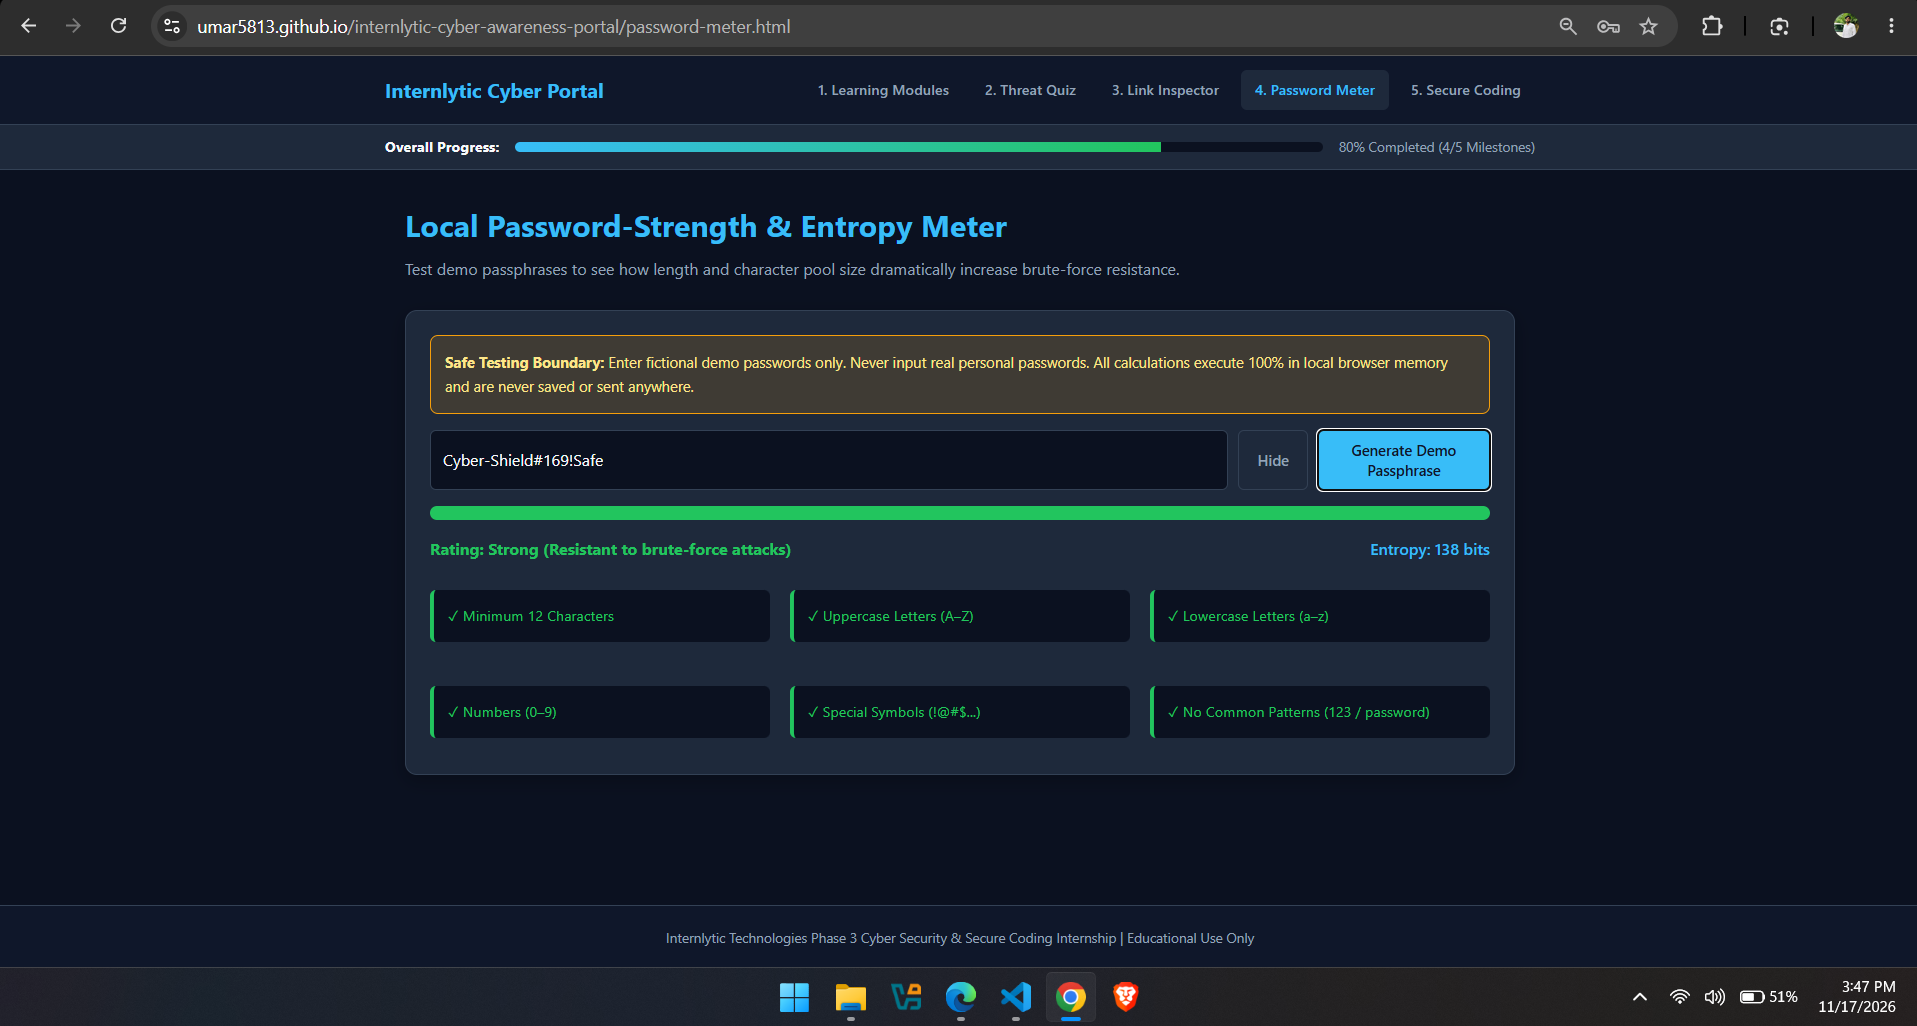 umar5813.github.io/internlytic-cyber-awareness-portal/password-meter.html
Internlytic Cyber Portal
1. Learning Modules
2. Threat Quiz
3. Link Inspector
4. Password Meter
5. Secure Coding
Overall Progress:
80% Completed (4/5 Milestones)
Local Password-Strength & Entropy Meter
Test demo passphrases to see how length and character pool size dramatically increase brute-force resistance.
Safe Testing Boundary: Enter fictional demo passwords only. Never input real personal passwords. All calculations execute 100% in local browser memory
and are never saved or sent anywhere.
Cyber-Shield#169!Safe
Hide
Generate Demo
Passphrase
Rating: Strong (Resistant to brute-force attacks)
Entropy: 138 bits
✓ Minimum 12 Characters
✓ Uppercase Letters (A–Z)
✓ Lowercase Letters (a–z)
✓ Numbers (0–9)
✓ Special Symbols (!@#$...)
✓ No Common Patterns (123 / password)
Internlytic Technologies Phase 3 Cyber Security & Secure Coding Internship | Educational Use Only
51%
3:47 PM
11/17/2026